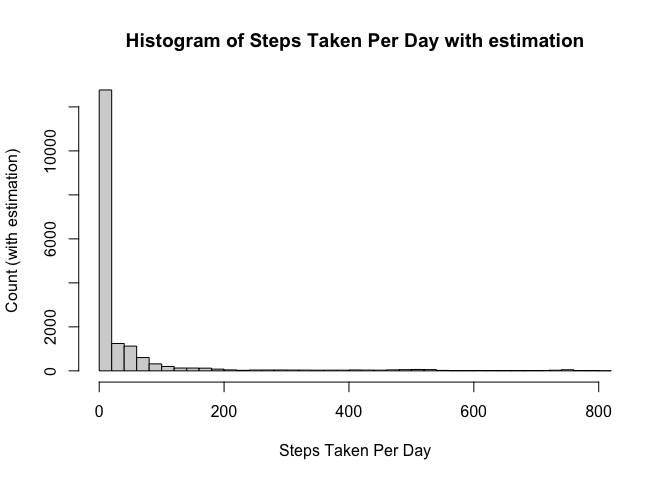 Histogram of Steps Taken Per Day with estimation
Count (with estimation)
10000
6000
2000
0
0 200 400 600 800
Steps Taken Per Day